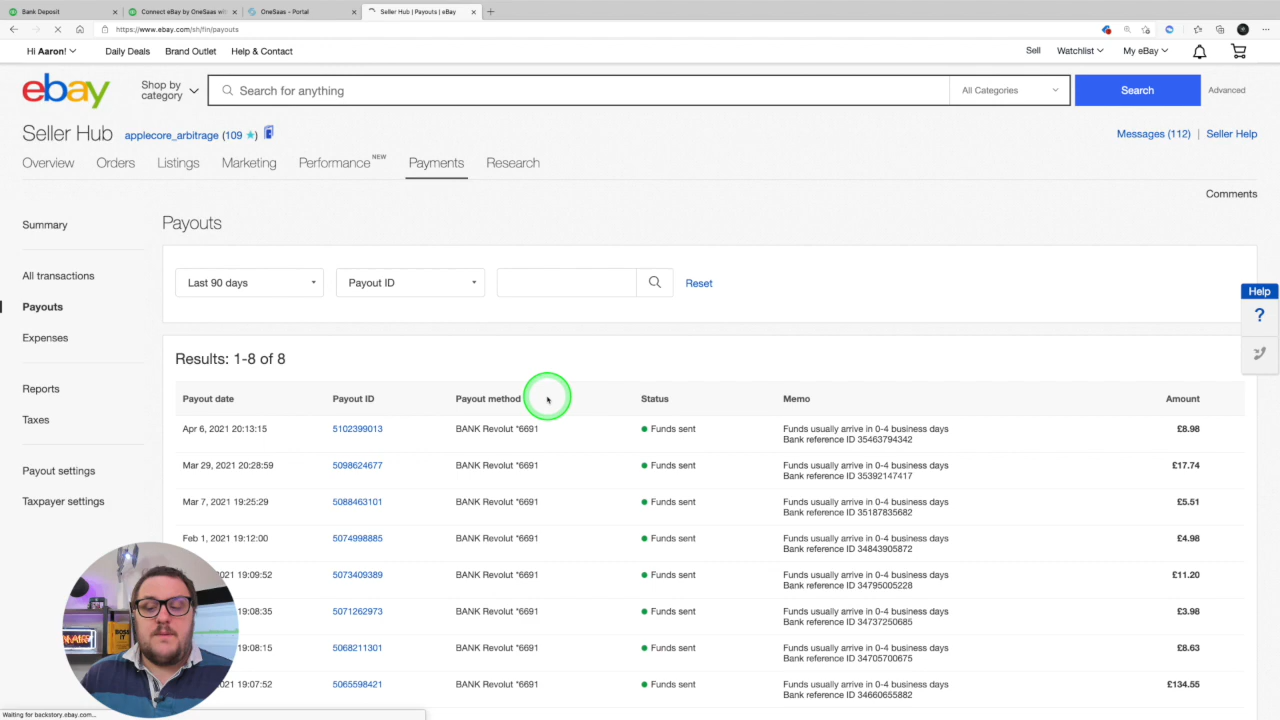 Bank Deposit
Connect eBay by OneSaas with
OneSaas - Portal
Seller Hub | Payouts | eBay
https://www.ebay.com/sh/fin/payouts
Hi Aaron!
Daily Deals
Brand Outlet
Help & Contact
Sell
Watchlist
My eBay
ebay
Shop by category
Search for anything
All Categories
Search
Advanced
Seller Hub
applecore_arbitrage (109 ★)
Messages (112) | Seller Help
Overview
Orders
Listings
Marketing
Performance NEW
Payments
Research
Comments
Summary
All transactions
Payouts
Expenses
Reports
Taxes
Payout settings
Taxpayer settings
Payouts
Last 90 days
Payout ID
Reset
Help
?
Results: 1-8 of 8
Payout date Payout ID Payout method Status Memo Amount
Apr 6, 2021 20:13:15 5102399013 BANK Revolut *6691 Funds sent Funds usually arrive in 0-4 business days £8.98
Bank reference ID 35463794342
Mar 29, 2021 20:28:59 5098624677 BANK Revolut *6691 Funds sent Funds usually arrive in 0-4 business days £17.74
Bank reference ID 35392147417
Mar 7, 2021 19:25:29 5088463101 BANK Revolut *6691 Funds sent Funds usually arrive in 0-4 business days £5.51
Bank reference ID 35187835682
Feb 1, 2021 19:12:00 5074998885 BANK Revolut *6691 Funds sent Funds usually arrive in 0-4 business days £4.98
Bank reference ID 34843905872
2021 19:09:52 5073409389 BANK Revolut *6691 Funds sent Funds usually arrive in 0-4 business days £11.20
Bank reference ID 34795005228
19:08:35 5071262973 BANK Revolut *6691 Funds sent Funds usually arrive in 0-4 business days £3.98
Bank reference ID 34737250685
19:08:15 5068211301 BANK Revolut *6691 Funds sent Funds usually arrive in 0-4 business days £8.63
Bank reference ID 34705700675
2021 19:07:52 5065598421 BANK Revolut *6691 Funds sent Funds usually arrive in 0-4 business days £134.55
Bank reference ID 34660655882
BOSS IT
Waiting for backstory.ebay.com...